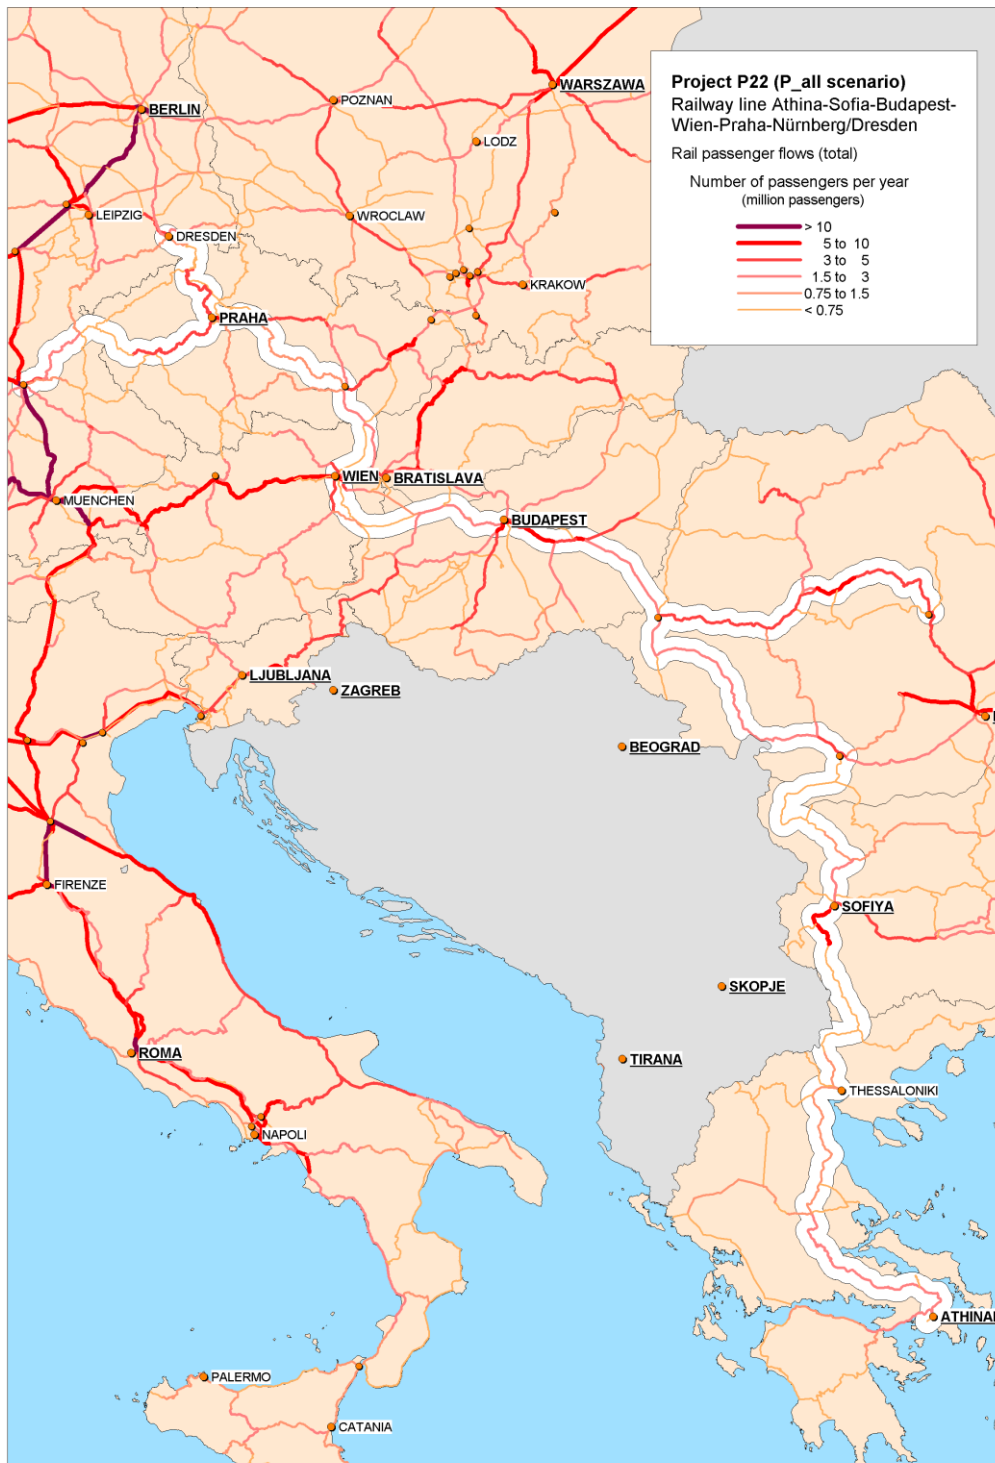 Project P22 (P_all scenario)
Railway line Athina-Sofia-Budapest-
Wien-Praha-Nürnberg/Dresden
Rail passenger flows (total)
Number of passengers per year
(million passengers)
> 10
5 to 10
3 to 5
1.5 to 3
0.75 to 1.5
< 0.75
WARSZAWA
POZNAN
BERLIN
LODZ
LEIPZIG
WROCLAW
DRESDEN
KRAKOW
PRAHA
WIEN
BRATISLAVA
MUENCHEN
BUDAPEST
LJUBLJANA
ZAGREB
BEOGRAD
FIRENZE
SOFIYA
SKOPJE
ROMA
TIRANA
THESSALONIKI
NAPOLI
ATHINAI
PALERMO
CATANIA